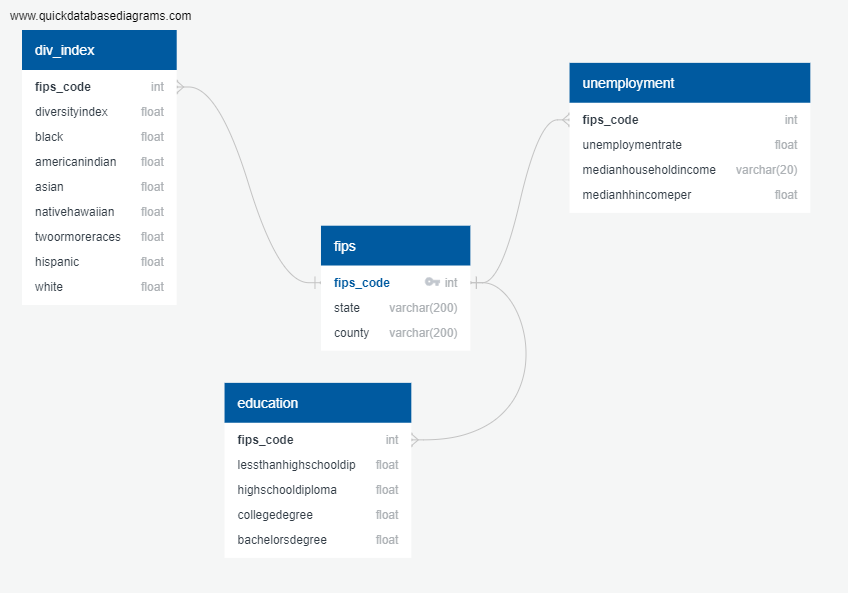 www.quickdatabasediagrams.com
div_index
fips_code int
diversityindex float
black float
americanindian float
asian float
nativehawaiian float
twoormoreraces float
hispanic float
white float
unemployment
fips_code int
unemploymentrate float
medianhouseholdincome varchar(20)
medianhhincomeper float
fips
fips_code int
state varchar(200)
county varchar(200)
education
fips_code int
lessthanhighschooldip float
highschooldiploma float
collegedegree float
bachelorsdegree float